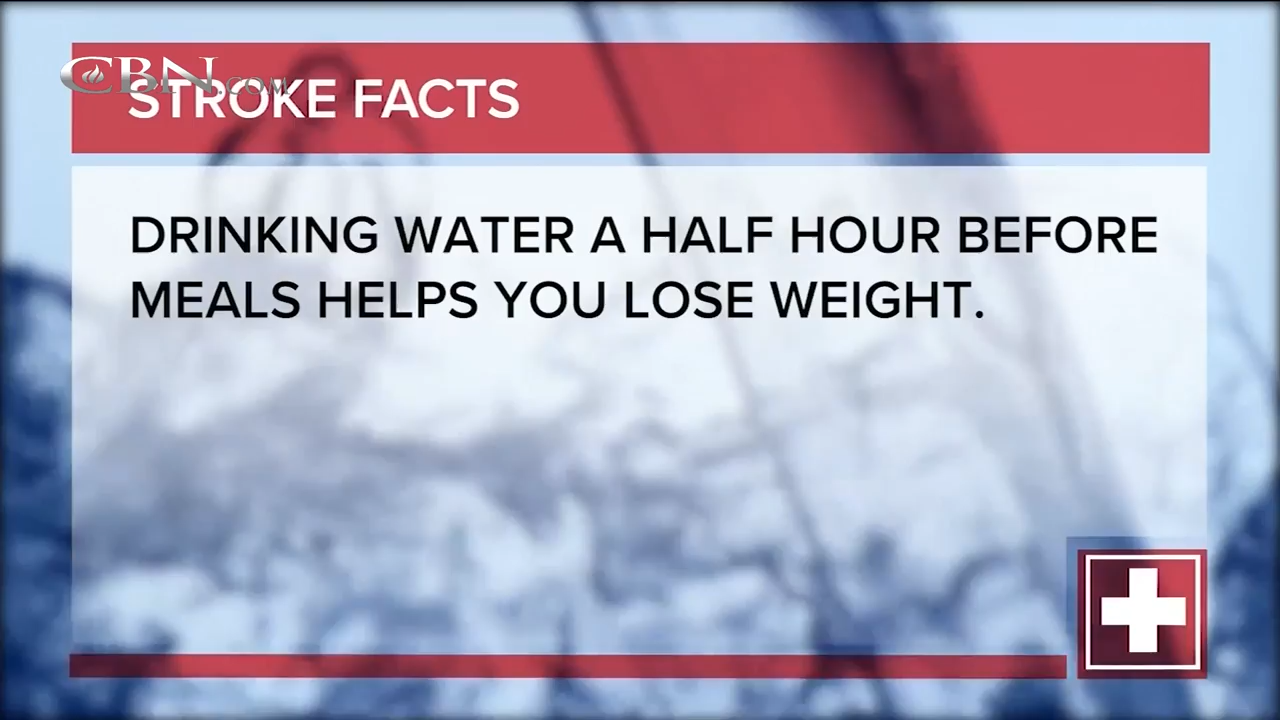 CBN.COM
STROKE FACTS
DRINKING WATER A HALF HOUR BEFORE
MEALS HELPS YOU LOSE WEIGHT.